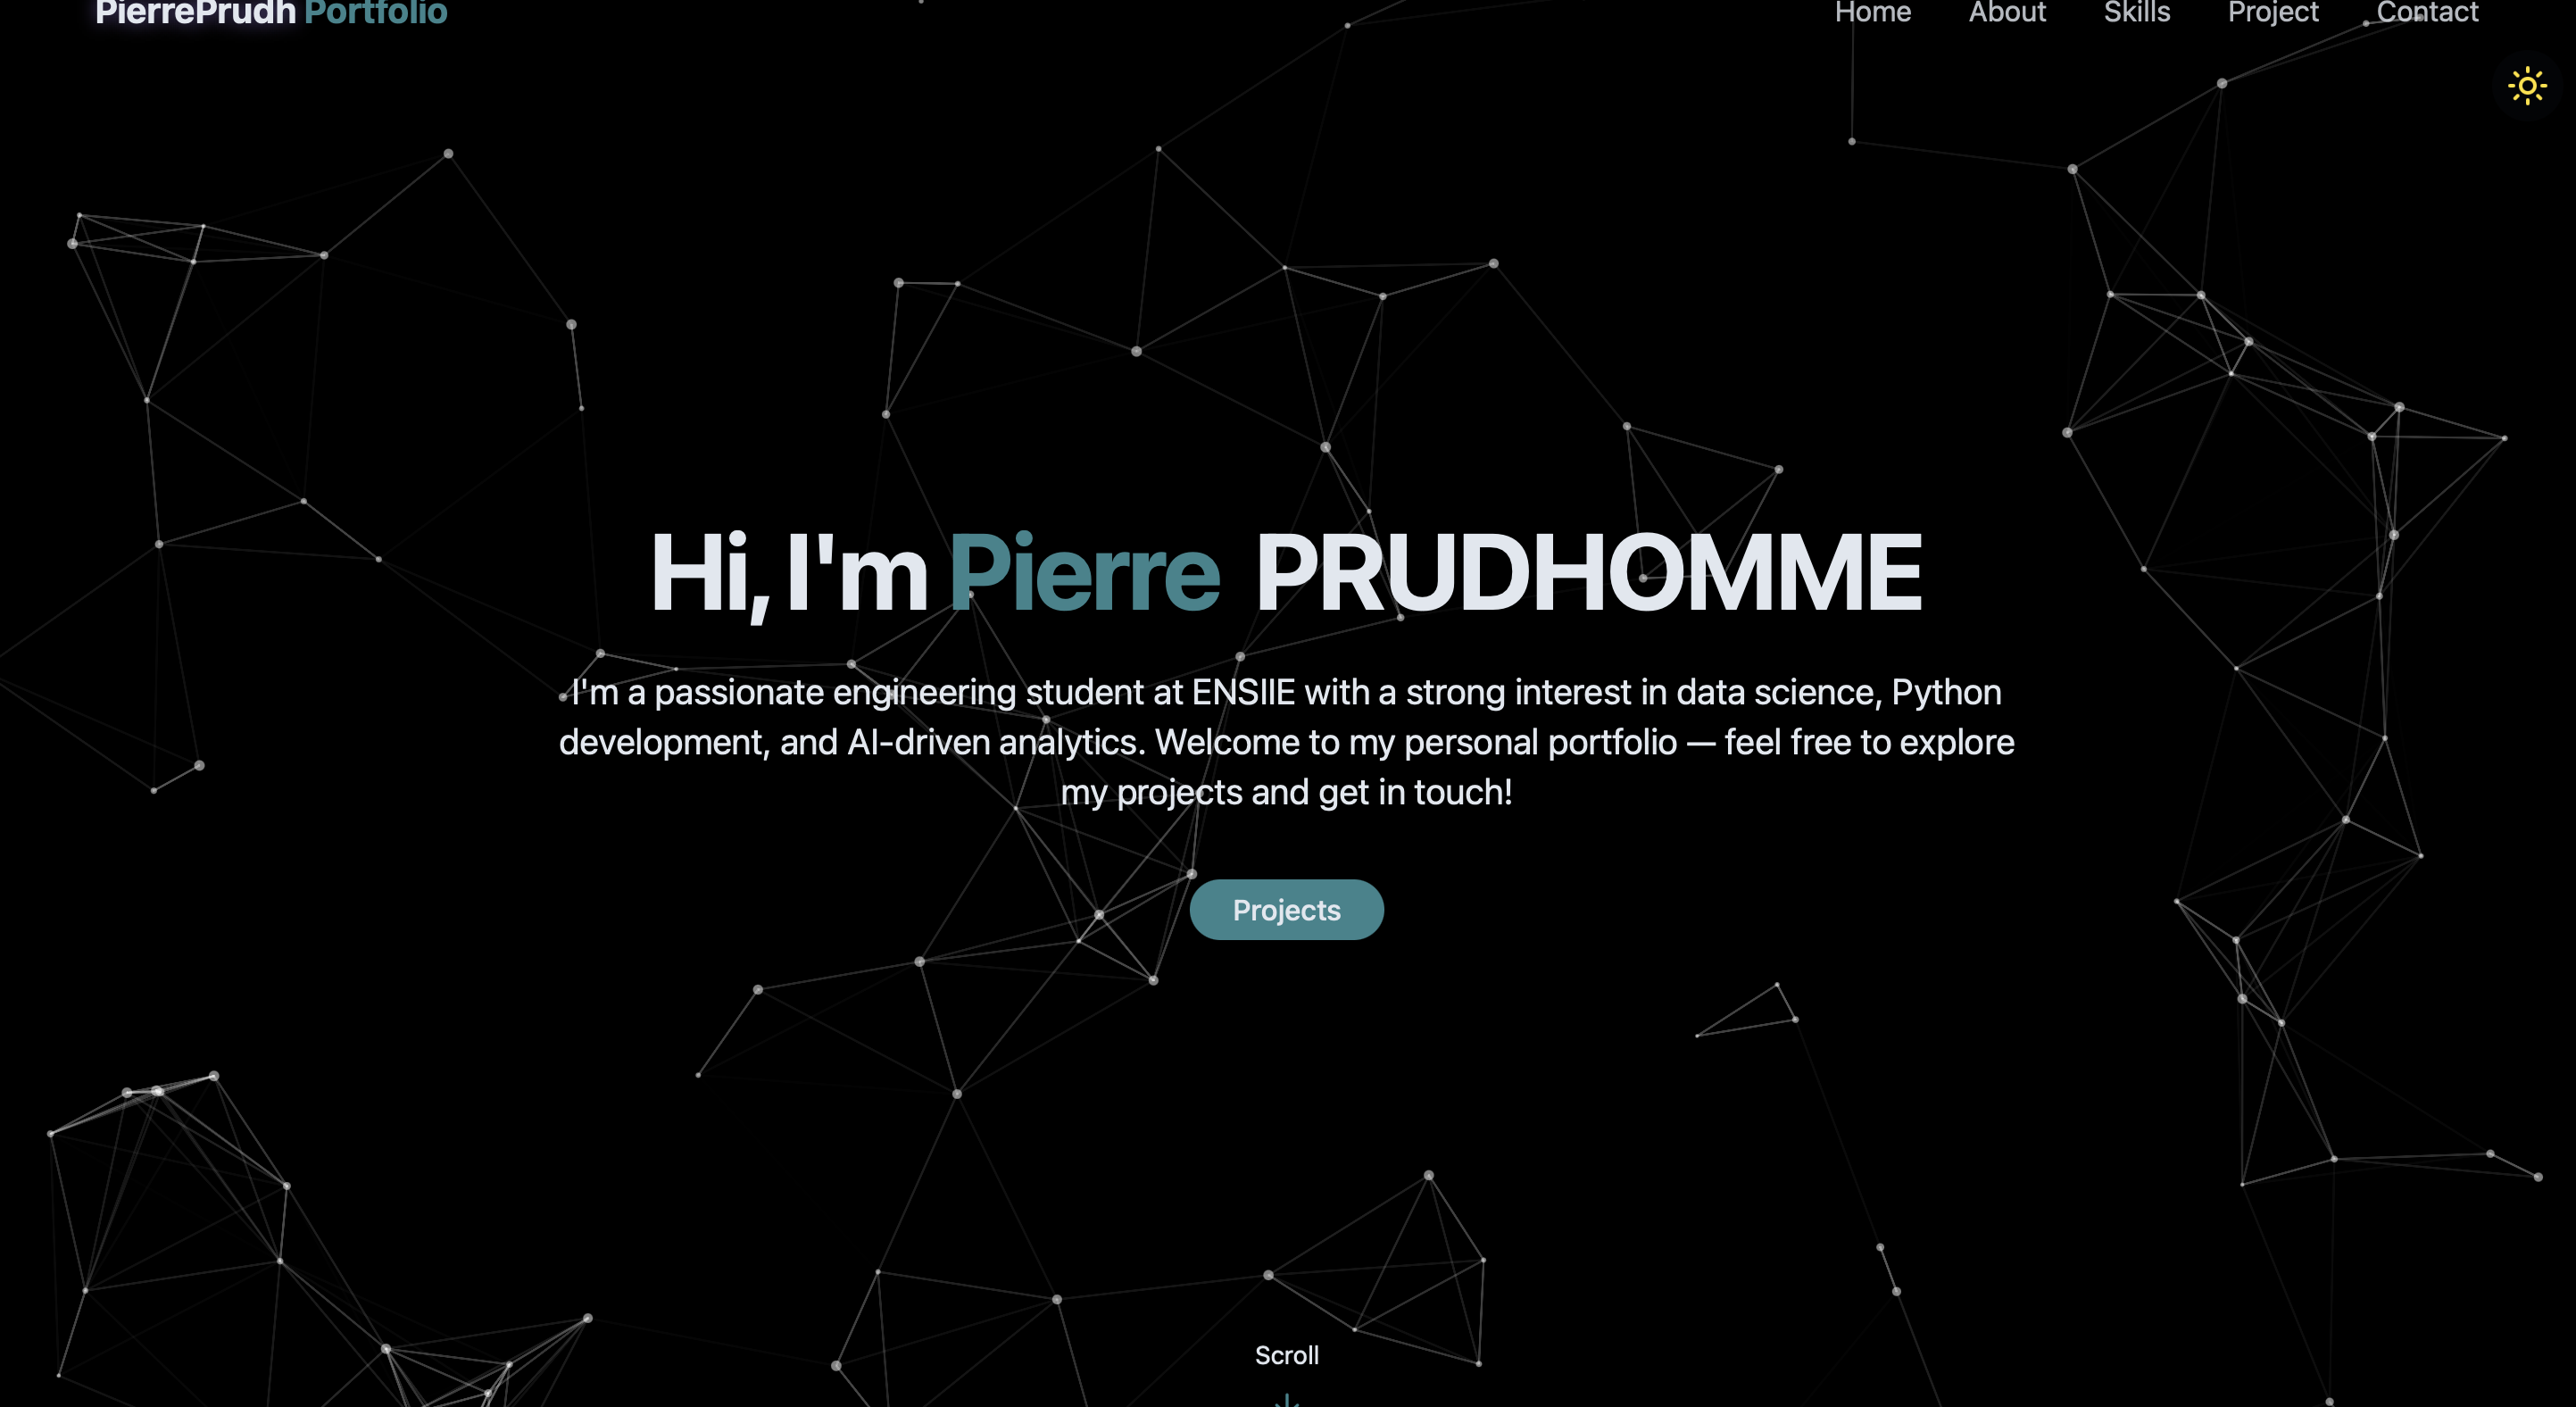 PierrePrudh Portfolio
Home About Skills Project Contact
Hi, I'm Pierre PRUDHOMME
I'm a passionate engineering student at ENSIIE with a strong interest in data science, Python
development, and AI-driven analytics. Welcome to my personal portfolio — feel free to explore
my projects and get in touch!
Projects
Scroll